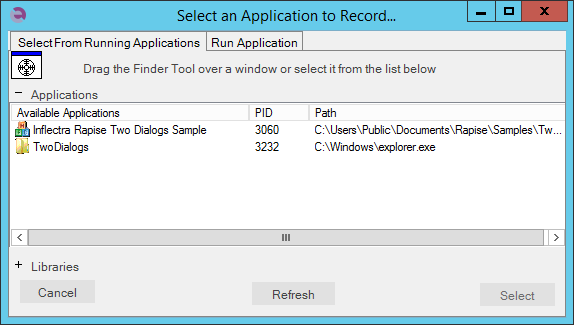 Select an Application to Record...
Select From Running Applications Run Application
Drag the Finder Tool over a window or select it from the list below
Applications
Available Applications PID Path
Inflectra Rapise Two Dialogs Sample 3060 C:\Users\Public\Documents\Rapise\Samples\Tw...
TwoDialogs 3232 C:\Windows\explorer.exe
Libraries
Cancel Refresh Select